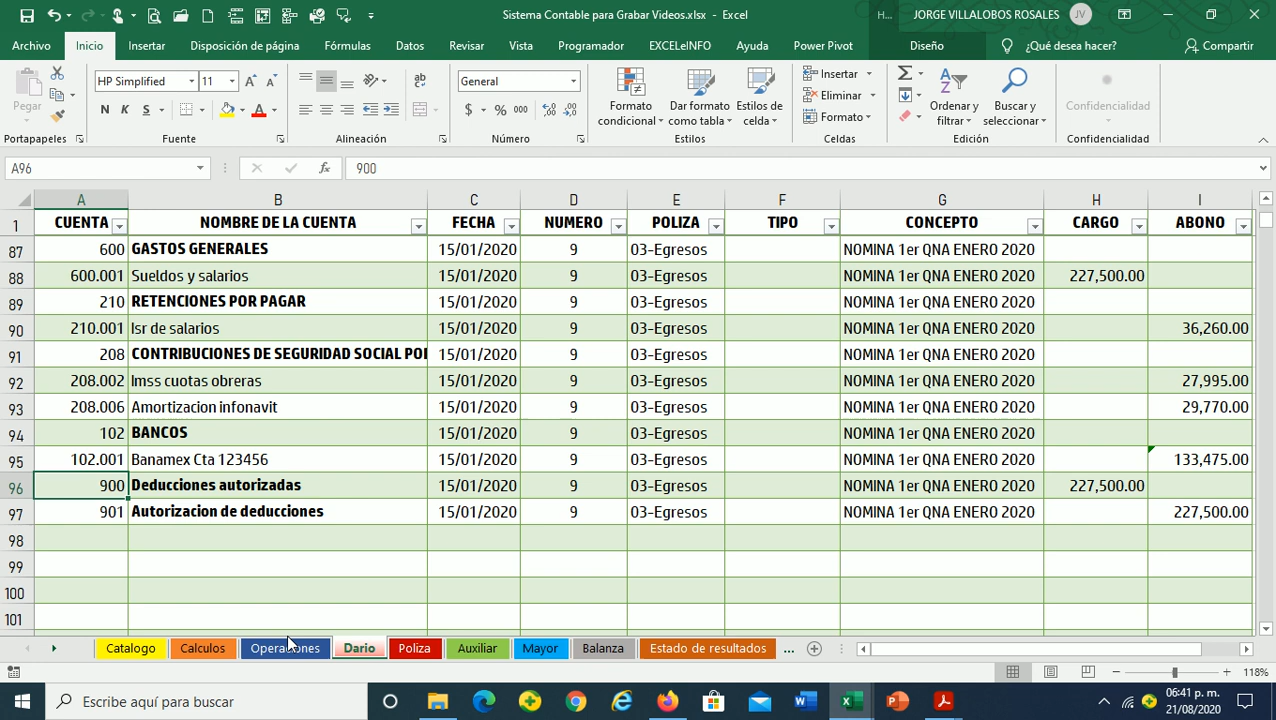 Sistema Contable para Grabar Videos.xlsx - Excel
H...
JORGE VILLALOBOS ROSALES
JV
Archivo Inicio Insertar Disposición de página Fórmulas Datos Revisar Vista Programador EXCELeINFO Ayuda Power Pivot Diseño ¿Qué desea hacer? Compartir
Pegar
HP Simplified 11
N K S
General
$ % 000
Formato condicional
Dar formato como tabla
Estilos de celda
Insertar
Eliminar
Formato
Ordenar y filtrar
Buscar y seleccionar
Confidencialidad
Portapapeles Fuente Alineación Número Estilos Celdas Edición Confidencialidad
A96 fx 900
A B C D E F G H I
1 CUENTA NOMBRE DE LA CUENTA FECHA NUMERO POLIZA TIPO CONCEPTO CARGO ABONO
87 600 GASTOS GENERALES 15/01/2020 9 03-Egresos NOMINA 1er QNA ENERO 2020
88 600.001 Sueldos y salarios 15/01/2020 9 03-Egresos NOMINA 1er QNA ENERO 2020 227,500.00
89 210 RETENCIONES POR PAGAR 15/01/2020 9 03-Egresos NOMINA 1er QNA ENERO 2020
90 210.001 Isr de salarios 15/01/2020 9 03-Egresos NOMINA 1er QNA ENERO 2020 36,260.00
91 208 CONTRIBUCIONES DE SEGURIDAD SOCIAL POR 15/01/2020 9 03-Egresos NOMINA 1er QNA ENERO 2020
92 208.002 Imss cuotas obreras 15/01/2020 9 03-Egresos NOMINA 1er QNA ENERO 2020 27,995.00
93 208.006 Amortizacion infonavit 15/01/2020 9 03-Egresos NOMINA 1er QNA ENERO 2020 29,770.00
94 102 BANCOS 15/01/2020 9 03-Egresos NOMINA 1er QNA ENERO 2020
95 102.001 Banamex Cta 123456 15/01/2020 9 03-Egresos NOMINA 1er QNA ENERO 2020 133,475.00
96 900 Deducciones autorizadas 15/01/2020 9 03-Egresos NOMINA 1er QNA ENERO 2020 227,500.00
97 901 Autorizacion de deducciones 15/01/2020 9 03-Egresos NOMINA 1er QNA ENERO 2020 227,500.00
98
99
100
101
Catalogo Calculos Operaciones Dario Poliza Auxiliar Mayor Balanza Estado de resultados ...
118%
Escribe aquí para buscar
06:41 p. m.
21/08/2020